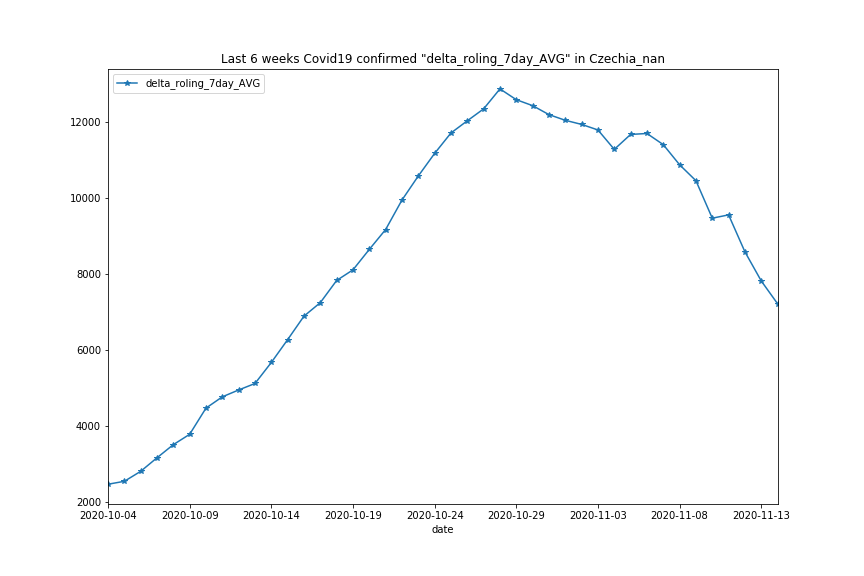 Last 6 weeks Covid19 confirmed "delta_roling_7day_AVG" in Czechia_nan
delta_roling_7day_AVG
12000
10000
8000
6000
4000
2000
2020-10-04 2020-10-09 2020-10-14 2020-10-19 2020-10-24 2020-10-29 2020-11-03 2020-11-08 2020-11-13
date